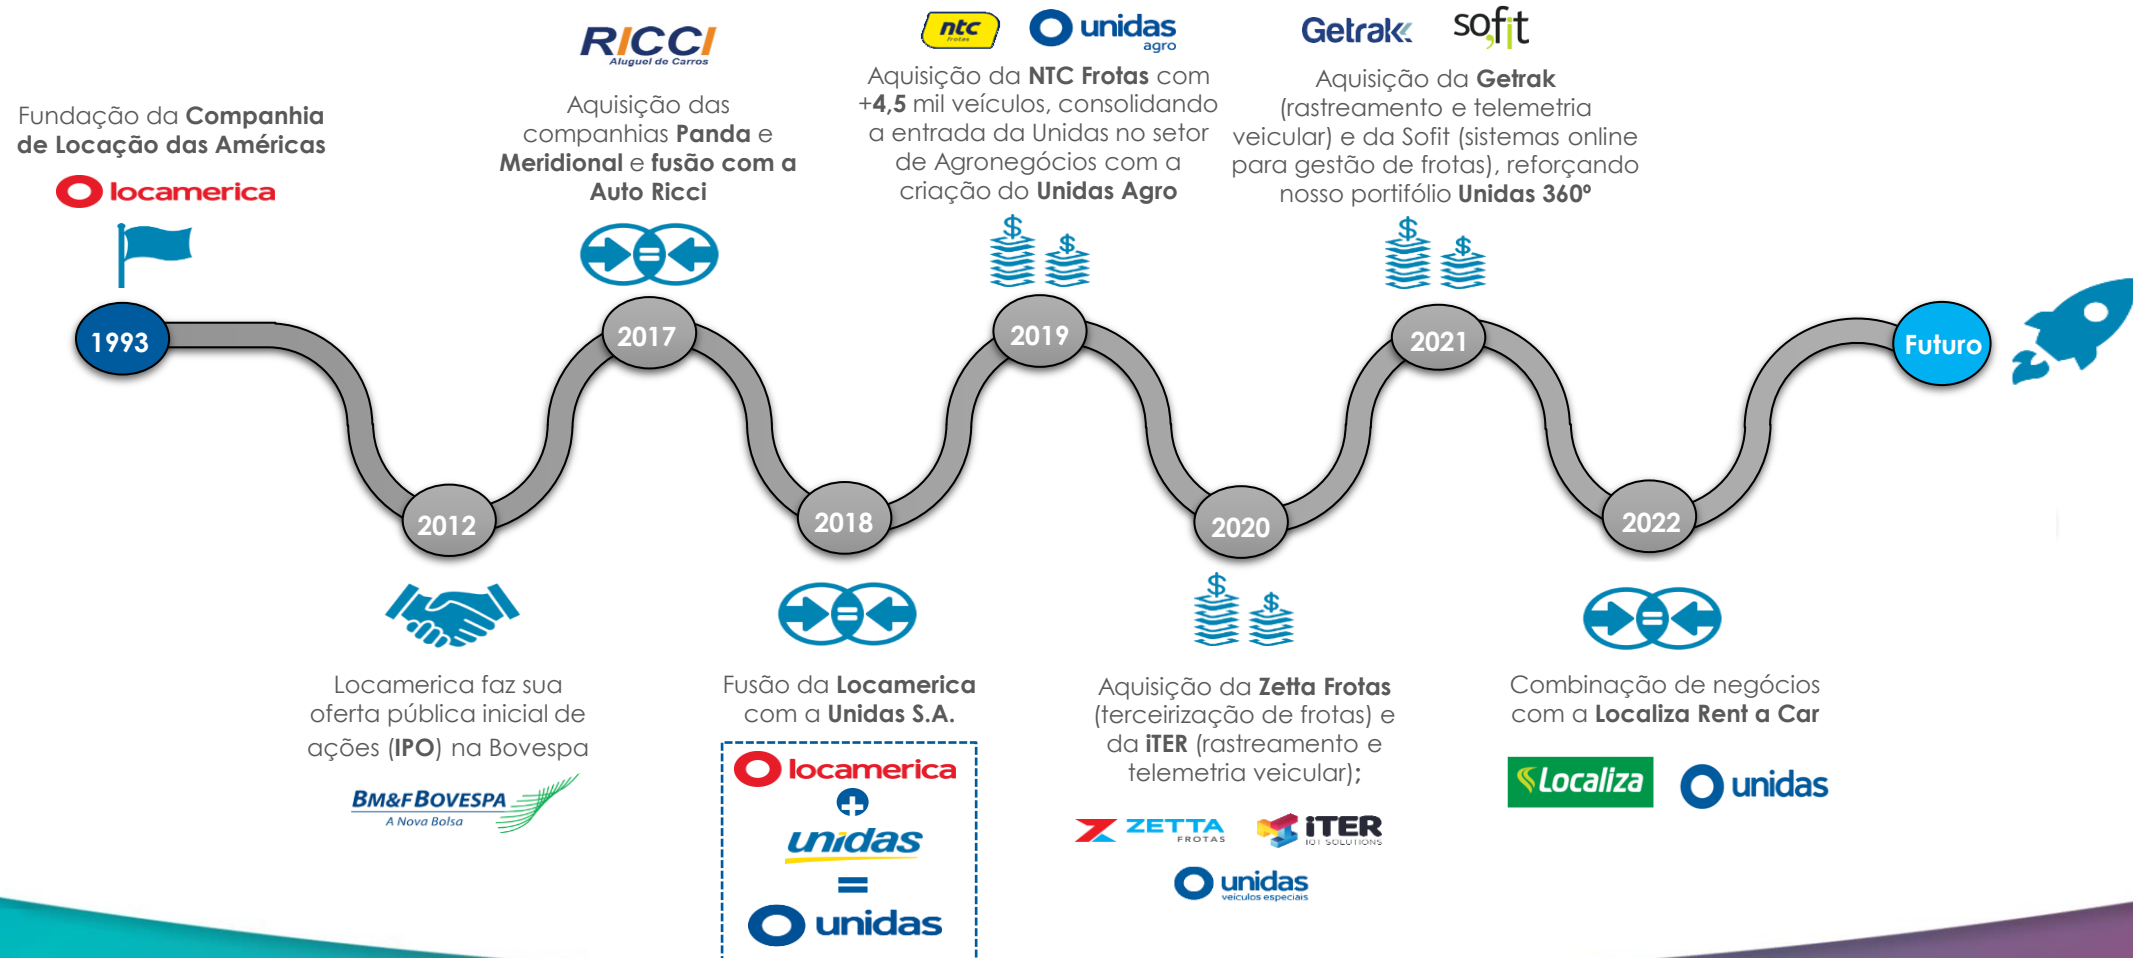 Fundação da Companhia
de Locação das Américas
locamerica
1993
2012
Locamerica faz sua
oferta pública inicial de
ações (IPO) na Bovespa
BM&FBOVESPA
A Nova Bolsa
RICCI
Aluguel de Carros
Aquisição das
companhias Panda e
Meridional e fusão com a
Auto Ricci
2017
2018
Fusão da Locamerica
com a Unidas S.A.
locamerica
+
unidas
=
unidas
ntc
frotas
unidas
agro
Aquisição da NTC Frotas com
+4,5 mil veículos, consolidando
a entrada da Unidas no setor
de Agronegócios com a
criação do Unidas Agro
$ $
2019
2020
$ $
Aquisição da Zetta Frotas
(terceirização de frotas) e
da iTER (rastreamento e
telemetria veicular);
ZETTA
FROTAS
iTER
IOT SOLUTIONS
unidas
veículos especiais
Getrak
sofit
Aquisição da Getrak
(rastreamento e telemetria
veicular) e da Sofit (sistemas online
para gestão de frotas), reforçando
nosso portifólio Unidas 360º
$ $
2021
2022
Combinação de negócios
com a Localiza Rent a Car
Localiza
unidas
Futuro